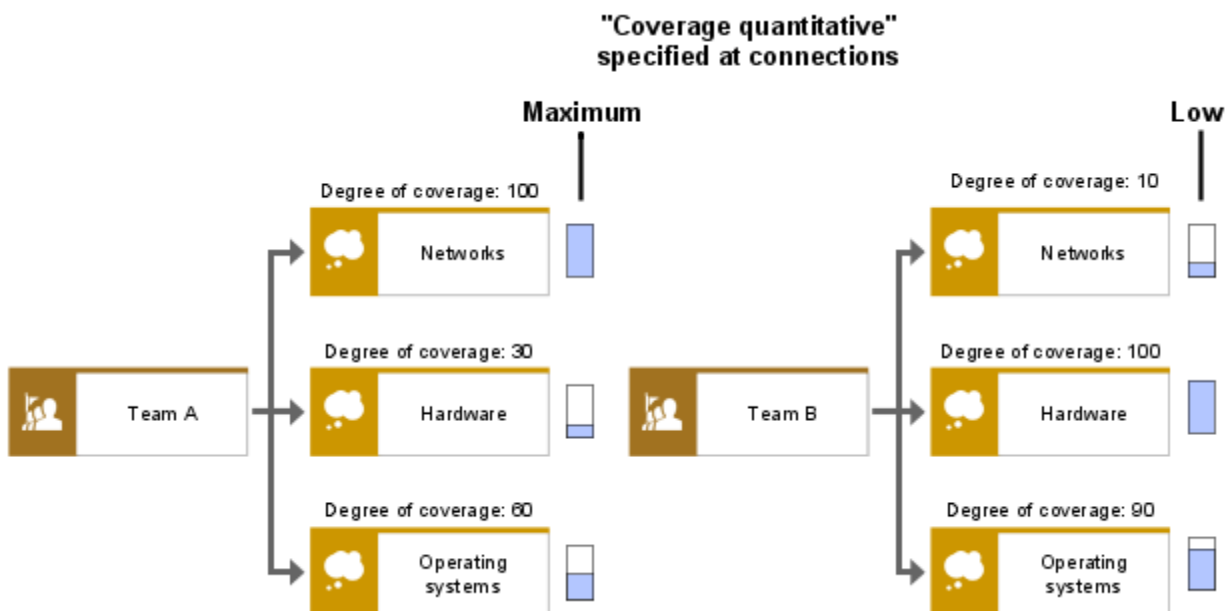 "Coverage quantitative"
specified at connections
Maximum
Low
Degree of coverage: 100
Networks
Degree of coverage: 10
Networks
Degree of coverage: 30
Hardware
Degree of coverage: 100
Hardware
Team A
Team B
Degree of coverage: 60
Operating
systems
Degree of coverage: 90
Operating
systems